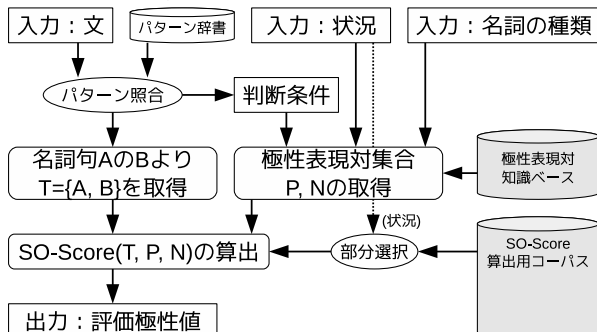 入力：文
パターン辞書
入力：状況
入力：名詞の種類
パターン照合
判断条件
名詞句AのBより
T={A, B}を取得
極性表現対集合
P, Nの取得
極性表現対
知識ベース
(状況)
SO-Score(T, P, N)の算出
部分選択
SO-Score
算出用コーパス
出力：評価極性値